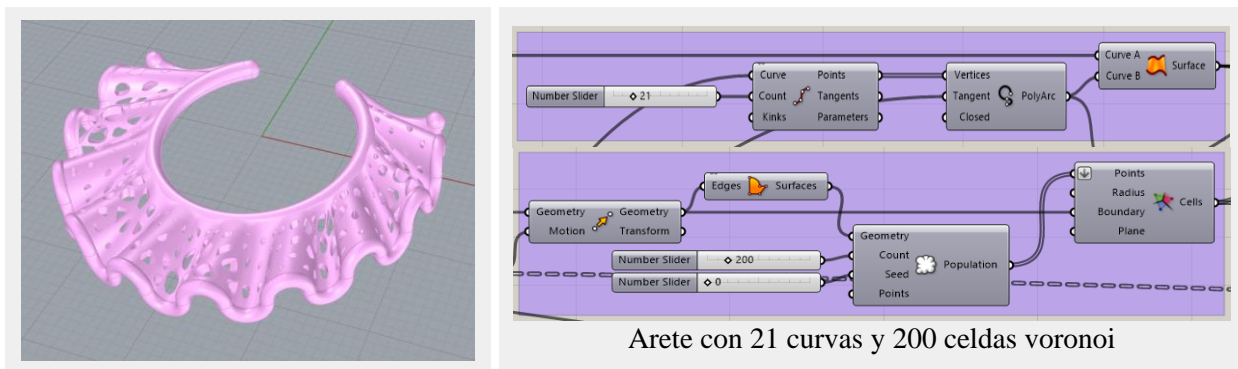 Curve A
Curve B
Surface
Curve
Points
Number Slider
21
Count
Tangents
Kinks
Parameters
Vertices
Tangent
PolyArc
Closed
Edges
Surfaces
Geometry
Geometry
Motion
Transform
Points
Radius
Boundary
Cells
Plane
Number Slider
200
Number Slider
0
Geometry
Count
Seed
Population
Points
Arete con 21 curvas y 200 celdas voronoi